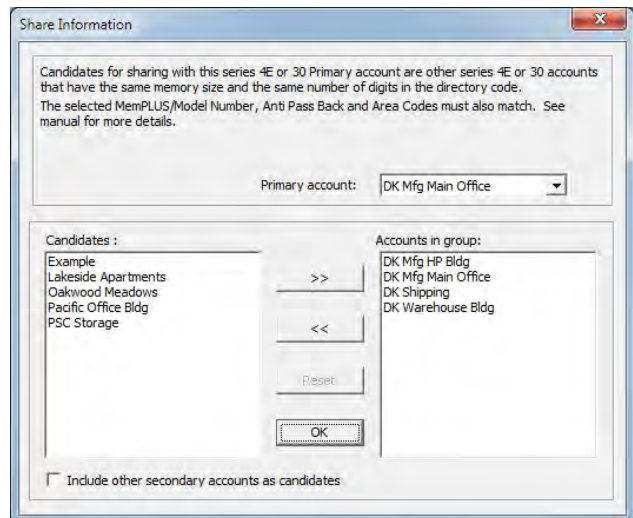 Share Information
Candidates for sharing with this series 4E or 30 Primary account are other series 4E or 30 accounts
that have the same memory size and the same number of digits in the directory code.
The selected MemPLUS/Model Number, Anti Pass Back and Area Codes must also match. See
manual for more details.
Primary account: DK Mfg Main Office
Candidates :
Example
Lakeside Apartments
Oakwood Meadows
Pacific Office Bldg
PSC Storage
>>
<<
Reset
OK
Accounts in group:
DK Mfg HP Bldg
DK Mfg Main Office
DK Shipping
DK Warehouse Bldg
Include other secondary accounts as candidates